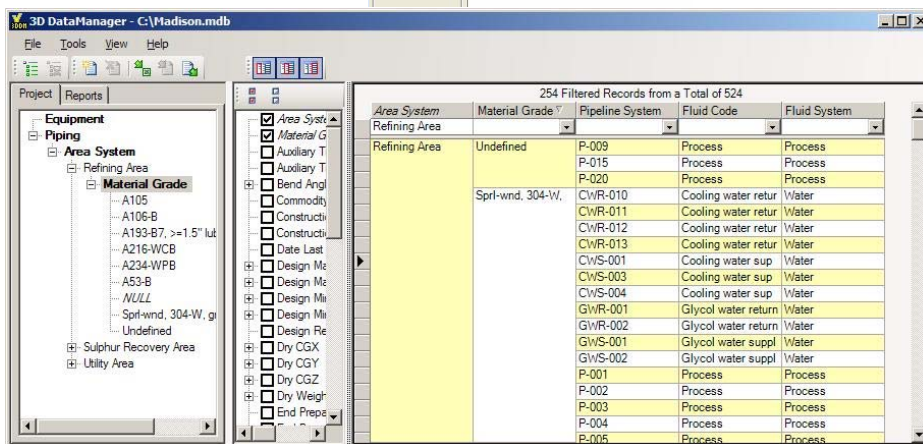 3D DataManager - C:\Madison.mdb
File Tools View Help
Project Reports
Equipment
Piping
Area System
Refining Area
Material Grade
A105
A106-B
A193-B7, >=1.5" lub
A216-WCB
A234-WPB
A53-B
NULL
Sprl-wnd, 304-W, gr
Undefined
Sulphur Recovery Area
Utility Area
Area Syste
Material G
Auxiliary T
Auxiliary T
Bend Angl
Commodity
Constructi
Constructi
Date Last
Design Ma
Design Ma
Design Mi
Design Mi
Design Re
Dry CGX
Dry CGY
Dry CGZ
Dry Weigh
End Prepa
254 Filtered Records from a Total of 524
Area System Material Grade Pipeline System Fluid Code Fluid System
Refining Area
Refining Area Undefined P-009 Process Process
P-015 Process Process
P-020 Process Process
Sprl-wnd, 304-W, CWR-010 Cooling water retur Water
CWR-011 Cooling water retur Water
CWR-012 Cooling water retur Water
CWR-013 Cooling water retur Water
CWS-001 Cooling water sup Water
CWS-003 Cooling water sup Water
CWS-004 Cooling water sup Water
GWR-001 Glycol water return Water
GWR-002 Glycol water return Water
GWS-001 Glycol water suppl Water
GWS-002 Glycol water suppl Water
P-001 Process Process
P-002 Process Process
P-003 Process Process
P-004 Process Process
P-005 Process Process